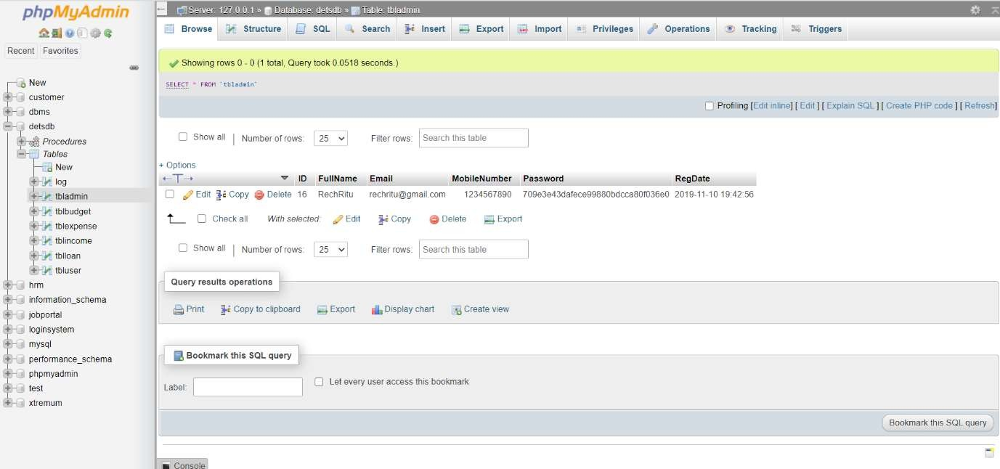 phpMyAdmin
Recent Favorites
New
customer
dbms
detsdb
Procedures
Tables
New
log
tbladmin
tblbudget
tblexpense
tblincome
tblloan
tbluser
hrm
information_schema
jobportal
loginsystem
mysql
performance_schema
phpmyadmin
test
xtremum
Server: 127.0.0.1 » Database: detsdb » Table: tbladmin
Browse Structure SQL Search Insert Export Import Privileges Operations Tracking Triggers
Showing rows 0 - 0 (1 total, Query took 0.0518 seconds.)
SELECT * FROM `tbladmin`
Profiling [Edit inline] [ Edit ] [ Explain SQL ] [ Create PHP code ] [ Refresh]
Show all | Number of rows: 25 Filter rows: Search this table
+ Options
←T→ ID FullName Email MobileNumber Password RegDate
Edit Copy Delete 16 RechRitu rechritu@gmail.com 1234567890 709e3e43dafece99880bdcca80f036e0 2019-11-10 19:42:56
Check all With selected: Edit Copy Delete Export
Show all | Number of rows: 25 Filter rows: Search this table
Query results operations
Print Copy to clipboard Export Display chart Create view
Bookmark this SQL query
Label: Let every user access this bookmark
Bookmark this SQL query
Console